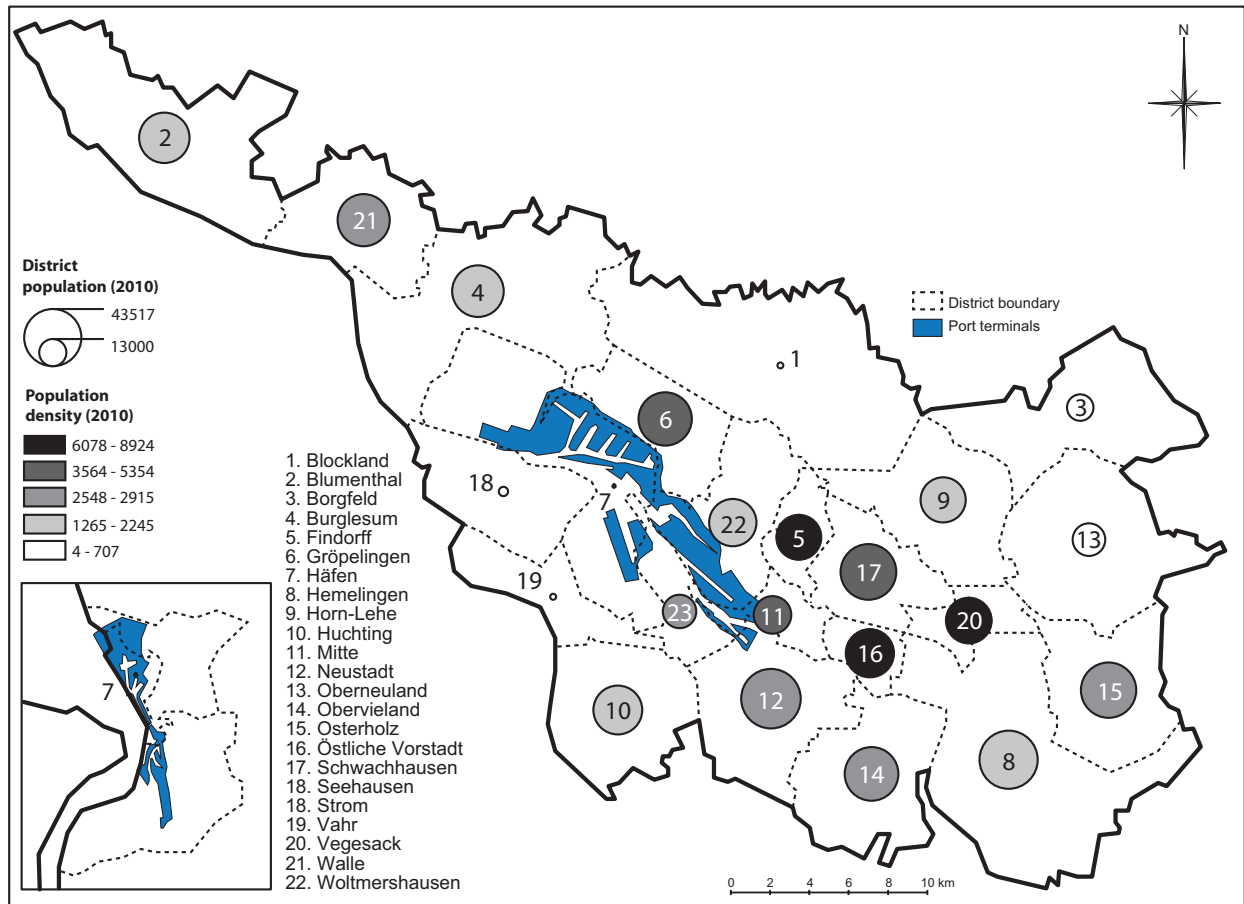 N
2
21
4
1
3
6
9
18
7
22
5
13
17
19
23
11
20
16
15
10
12
8
14
District
population (2010)
43517
13000
Population
density (2010)
6078 - 8924
3564 - 5354
2548 - 2915
1265 - 2245
4 - 707
District boundary
Port terminals
7
1. Blockland
2. Blumenthal
3. Borgfeld
4. Burglesum
5. Findorff
6. Gröpelingen
7. Häfen
8. Hemelingen
9. Horn-Lehe
10. Huchting
11. Mitte
12. Neustadt
13. Oberneuland
14. Obervieland
15. Osterholz
16. Östliche Vorstadt
17. Schwachhausen
18. Seehausen
18. Strom
19. Vahr
20. Vegesack
21. Walle
22. Woltmershausen
0 2 4 6 8 10 km